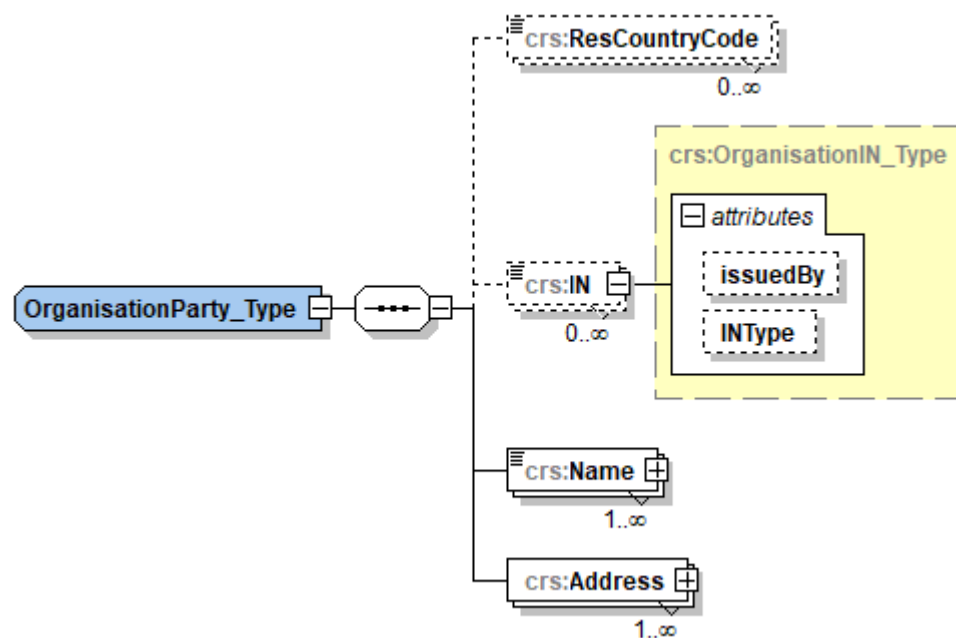 crs:ResCountryCode
0..∞
crs:OrganisationIN_Type
attributes
issuedBy
crs:IN
INType
OrganisationParty_Type
0..∞
crs:Name
1..∞
crs:Address
1..∞